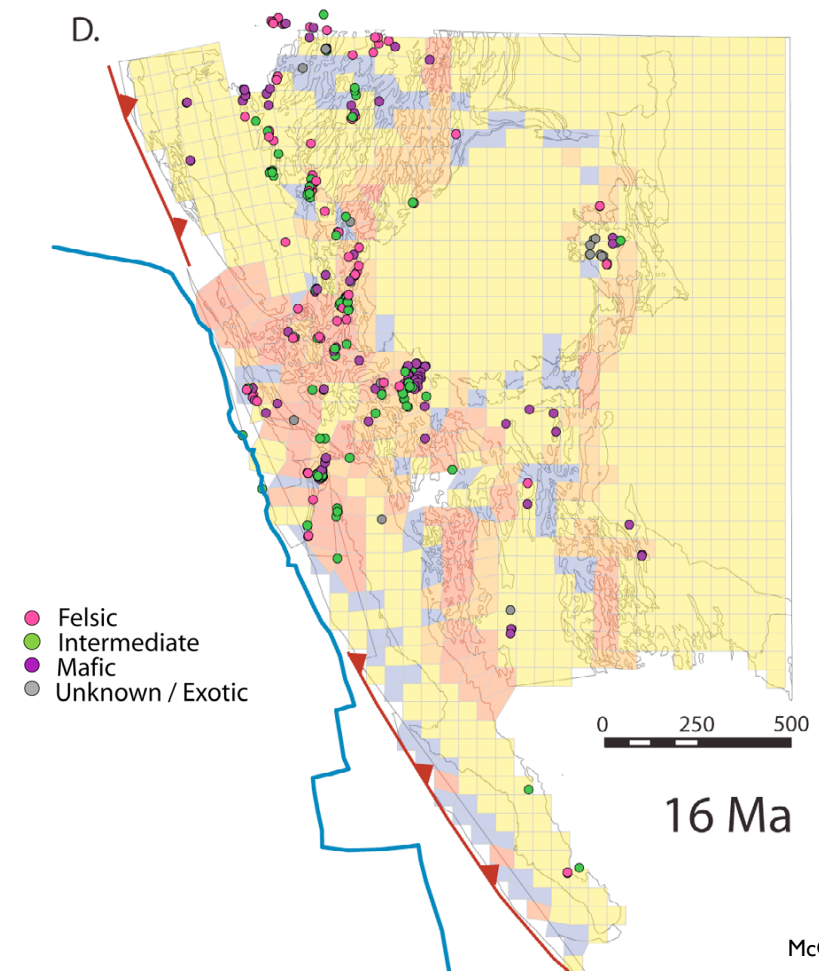 D.
Felsic
Intermediate
Mafic
Unknown / Exotic
0 250 500
16 Ma